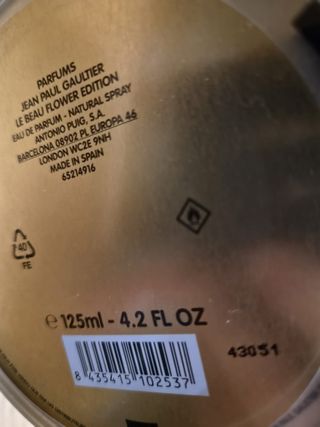 PARFUMS
JEAN PAUL GAULTIER
LE BEAU FLOWER EDITION
EAU DE PARFUM - NATURAL SPRAY
ANTONIO PUIG, S.A.
BARCELONA 08902 PL EUROPA 46
LONDON WC2E 9NH
MADE IN SPAIN
65214916
40
FE
e 125ml - 4.2 FL OZ
43051
8 435415 102537